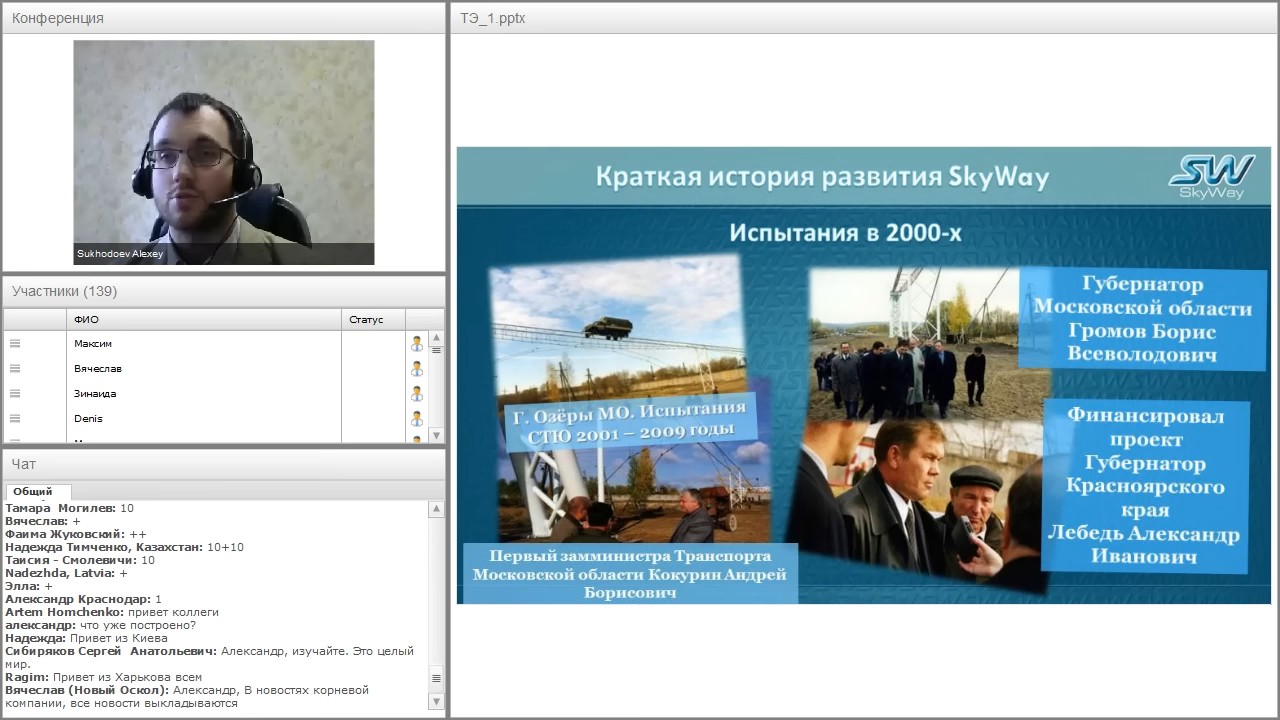 Конференция
Sukhodoev Alexey
Участники (139)
ФИО
Статус
Максим
Вячеслав
Зинаида
Denis
Чат
Общий
Тамара Могилев: 10
Вячеслав: +
Фаима Жуковский: ++
Надежда Тимченко, Казахстан: 10+10
Таисия - Смолевичи: 10
Nadezhda, Latvia: +
Элла: +
Александр Краснодар: 1
Artem Homchenko: привет коллеги
александр: что уже построено?
Надежда: Привет из Киева
Сибиряков Сергей Анатольевич: Александр, изучайте. Это целый
мир.
Ragim: Привет из Харькова всем
Вячеслав (Новый Оскол): Александр, В новостях корневой
компании, все новости выкладываются
ТЭ_1.pptx
Краткая история развития SkyWay
SW
SkyWay
Испытания в 2000-х
Г. Озёры МО. Испытания
СТЮ 2001 – 2009 годы
Первый замминистра Транспорта
Московской области Кокурин Андрей
Борисович
Губернатор
Московской области
Громов Борис
Всеволодович
Финансировал
проект
Губернатор
Красноярского
края
Лебедь Александр
Иванович